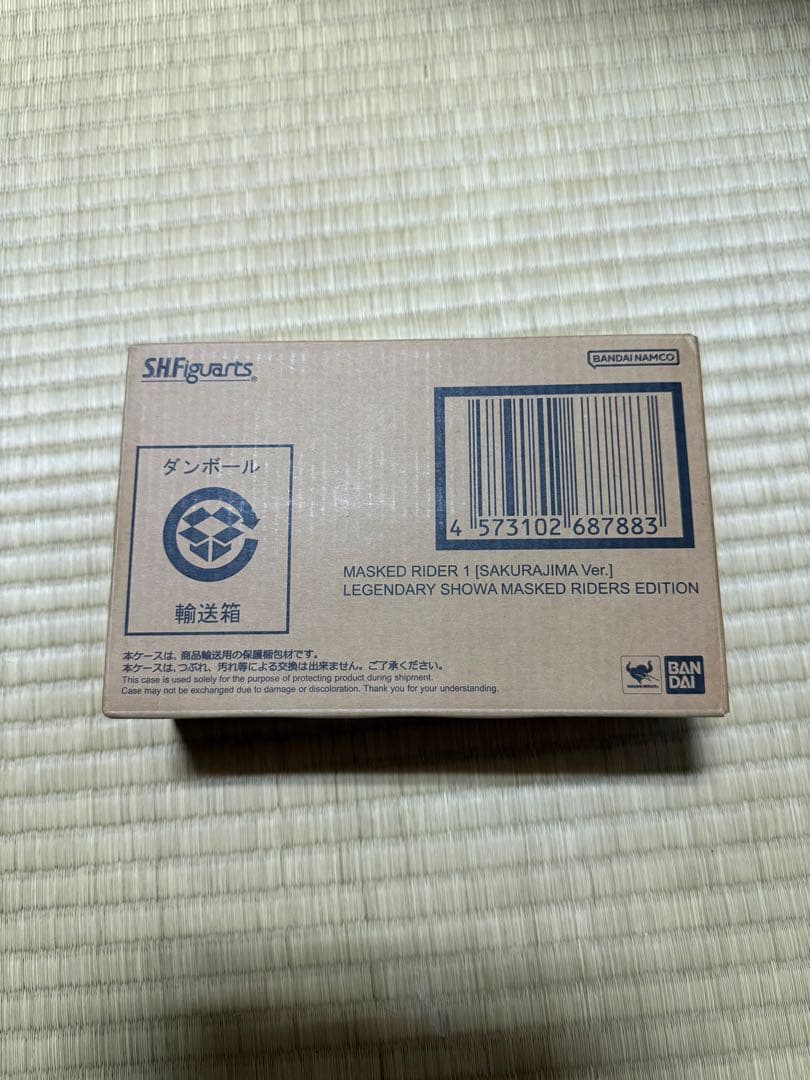 S.H.Figuarts®
BANDAI NAMCO
ダンボール
輸送箱
4 573102 687883
MASKED RIDER 1 [SAKURAJIMA Ver.]
LEGENDARY SHOWA MASKED RIDERS EDITION
本ケースは、商品輸送用の保護梱包材です。
本ケースは、つぶれ、汚れ等による交換は出来ません。ご了承ください。
This case is used solely for the purpose of protecting product during shipment.
Case may not be exchanged due to damage or discoloration. Thank you for your understanding.
BAN
DAI